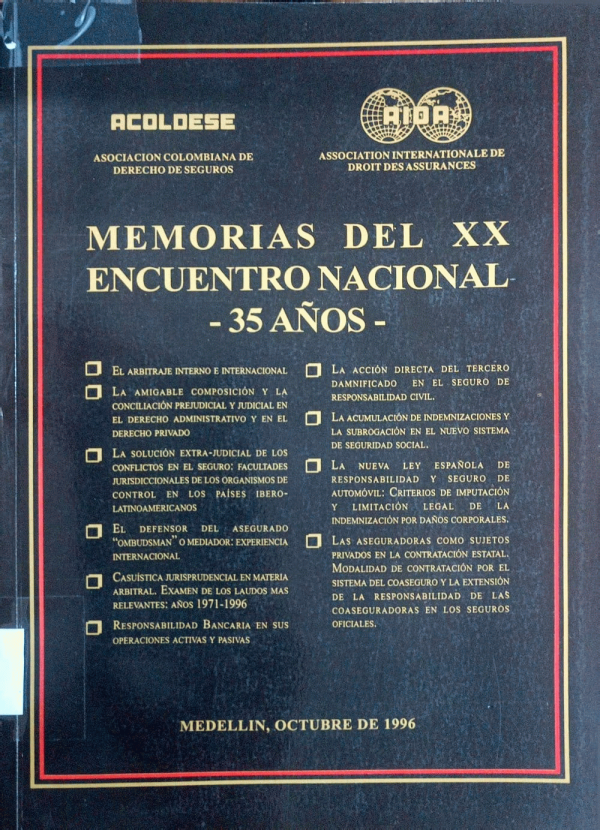 ACOLDESE
ASOCIACION COLOMBIANA DE
DERECHO DE SEGUROS
AIDA
ASSOCIATION INTERNATIONALE DE
DROIT DES ASSURANCES
MEMORIAS DEL XX
ENCUENTRO NACIONAL
- 35 AÑOS -
EL ARBITRAJE INTERNO E INTERNACIONAL
LA AMIGABLE COMPOSICIÓN Y LA
CONCILIACIÓN PREJUDICIAL Y JUDICIAL EN
EL DERECHO ADMINISTRATIVO Y EN EL
DERECHO PRIVADO
LA SOLUCIÓN EXTRA-JUDICIAL DE LOS
CONFLICTOS EN EL SEGURO: FACULTADES
JURISDICCIONALES DE LOS ORGANISMOS DE
CONTROL EN LOS PAÍSES IBERO-
LATINOAMERICANOS
EL DEFENSOR DEL ASEGURADO
"OMBUDSMAN" O MEDIADOR: EXPERIENCIA
INTERNACIONAL
CASUÍSTICA JURISPRUDENCIAL EN MATERIA
ARBITRAL. EXAMEN DE LOS LAUDOS MAS
RELEVANTES: AÑOS 1971-1996
RESPONSABILIDAD BANCARIA EN SUS
OPERACIONES ACTIVAS Y PASIVAS
LA ACCIÓN DIRECTA DEL TERCERO
DAMNIFICADO EN EL SEGURO DE
RESPONSABILIDAD CIVIL.
LA ACUMULACIÓN DE INDEMNIZACIONES Y
LA SUBROGACIÓN EN EL NUEVO SISTEMA
DE SEGURIDAD SOCIAL.
LA NUEVA LEY ESPAÑOLA DE
RESPONSABILIDAD Y SEGURO DE
AUTOMÓVIL: CRITERIOS DE IMPUTACIÓN
Y LIMITACIÓN LEGAL DE LA
INDEMNIZACIÓN POR DAÑOS CORPORALES.
LAS ASEGURADORAS COMO SUJETOS
PRIVADOS EN LA CONTRATACIÓN ESTATAL.
MODALIDAD DE CONTRATACIÓN POR EL
SISTEMA DEL COASEGURO Y LA EXTENSIÓN
DE LA RESPONSABILIDAD DE LAS
COASEGURADORAS EN LOS SEGUROS
OFICIALES.
MEDELLIN, OCTUBRE DE 1996